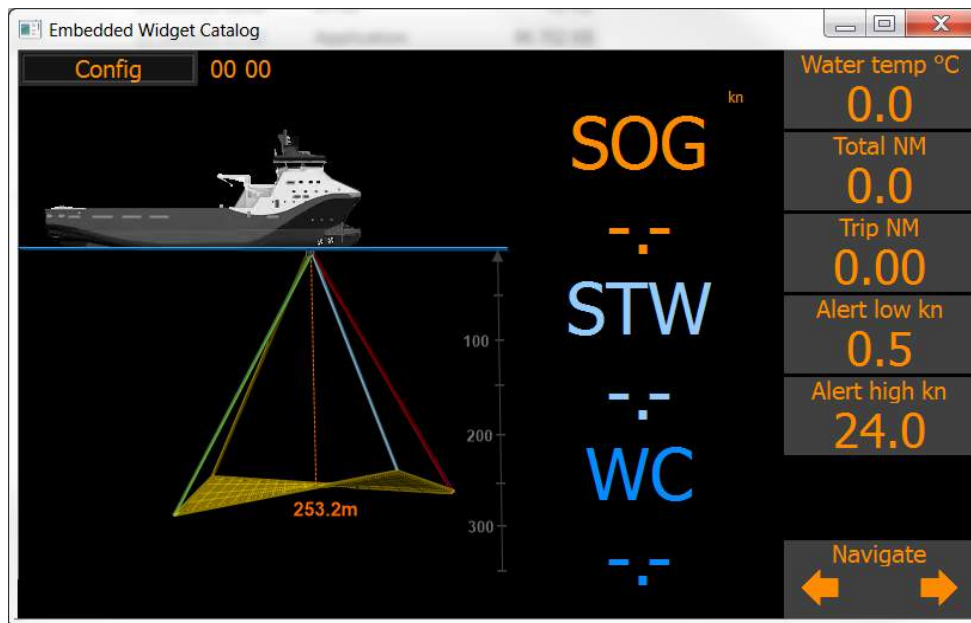 Embedded Widget Catalog
Config 00 00
kn
SOG
-.-
STW
-.-
WC
-.-
100
200
300
253.2m
Water temp °C
0.0
Total NM
0.0
Trip NM
0.00
Alert low kn
0.5
Alert high kn
24.0
Navigate